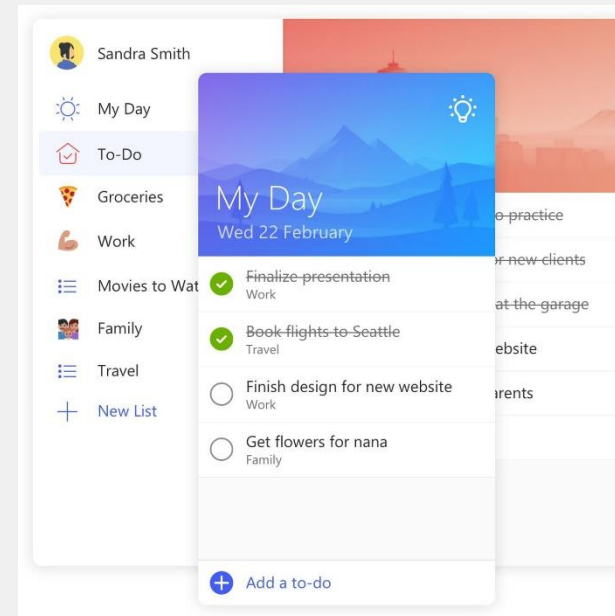 Sandra Smith
My Day
To-Do
Groceries
Work
Movies to Wat
Family
Travel
New List
My Day
Wed 22 February
Finalize presentation
Work
Book flights to Seattle
Travel
Finish design for new website
Work
Get flowers for nana
Family
Add a to-do
o practice
or new clients
at the garage
ebsite
arents